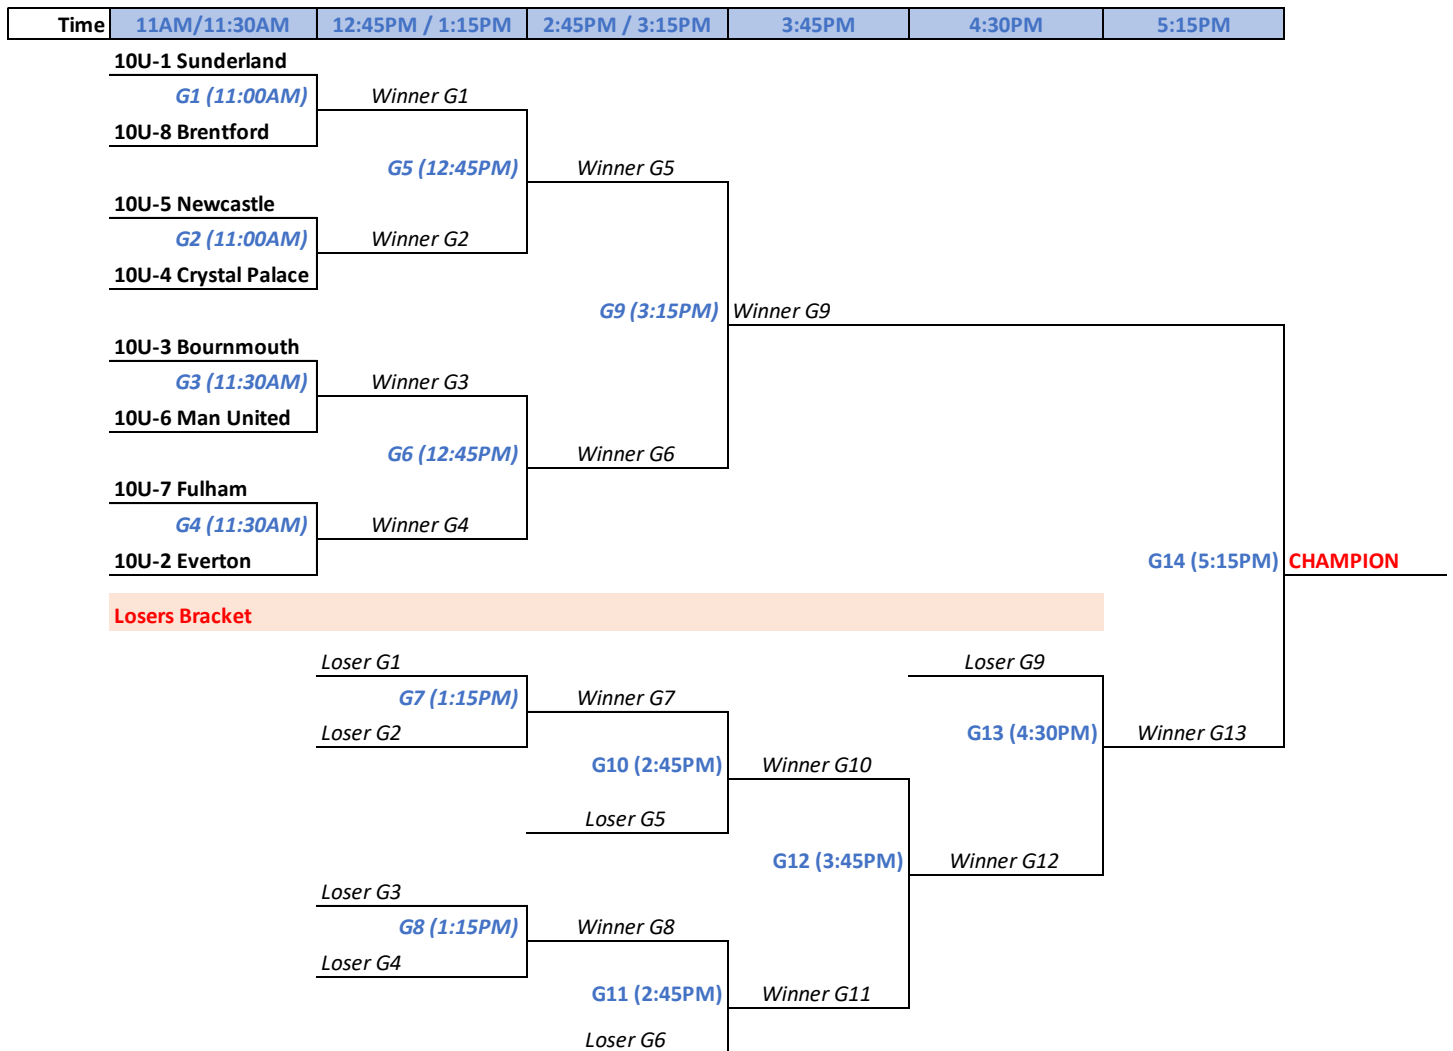 Time 11AM/11:30AM 12:45PM / 1:15PM 2:45PM / 3:15PM 3:45PM 4:30PM 5:15PM
10U-1 Sunderland
G1 (11:00AM) Winner G1
10U-8 Brentford
G5 (12:45PM) Winner G5
10U-5 Newcastle
G2 (11:00AM) Winner G2
10U-4 Crystal Palace
G9 (3:15PM) Winner G9
10U-3 Bournmouth
G3 (11:30AM) Winner G3
10U-6 Man United
G6 (12:45PM) Winner G6
10U-7 Fulham
G4 (11:30AM) Winner G4
10U-2 Everton G14 (5:15PM) CHAMPION
Losers Bracket
Loser G1 Loser G9
G7 (1:15PM) Winner G7
Loser G2 G13 (4:30PM) Winner G13
G10 (2:45PM) Winner G10
Loser G5
G12 (3:45PM) Winner G12
Loser G3
G8 (1:15PM) Winner G8
Loser G4
G11 (2:45PM) Winner G11
Loser G6